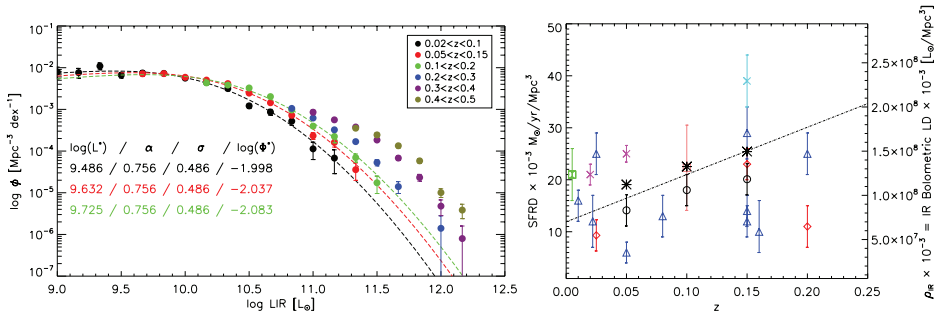 log ϕ [Mpc⁻³ dex⁻¹]
10⁰
10⁻¹
10⁻²
10⁻³
10⁻⁴
10⁻⁵
10⁻⁶
10⁻⁷
0.02<z<0.1
0.05<z<0.15
0.1<z<0.2
0.2<z<0.3
0.3<z<0.4
0.4<z<0.5
log(L*) / α / σ / log(Φ*)
9.486 / 0.756 / 0.486 / −1.998
9.632 / 0.756 / 0.486 / −2.037
9.725 / 0.756 / 0.486 / −2.083
9.0 9.5 10.0 10.5 11.0 11.5 12.0 12.5
log LIR [L⊙]
SFRD × 10⁻³ M⊙/yr/Mpc³
50
40
30
20
10
0.00 0.05 0.10 0.15 0.20 0.25
z
2.5×10⁸
2.0×10⁸
1.5×10⁸
1.0×10⁸
5.0×10⁷
ρIR × 10⁻³ = IR Bolometric LD × 10⁻³ [L⊙/Mpc³]